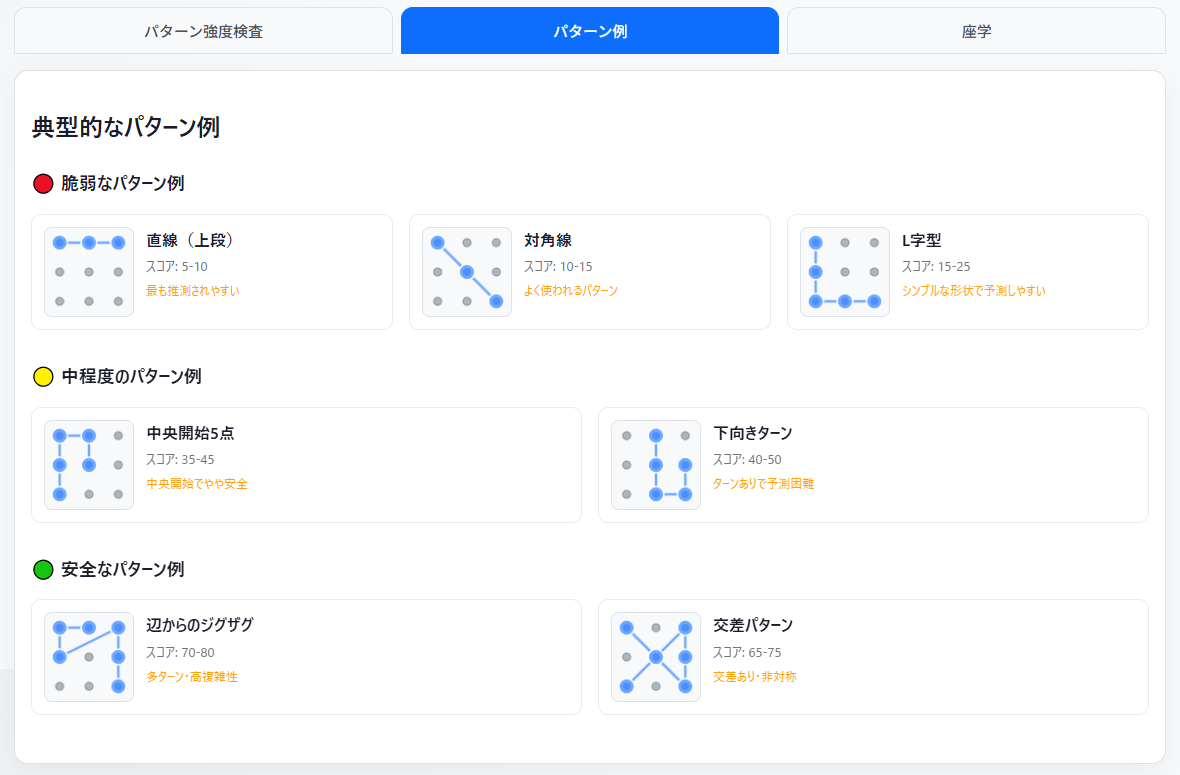 パターン強度検査
パターン例
座学
典型的なパターン例
脆弱なパターン例
直線（上段）
スコア: 5-10
最も推測されやすい
対角線
スコア: 10-15
よく使われるパターン
L字型
スコア: 15-25
シンプルな形状で予測しやすい
中程度のパターン例
中央開始5点
スコア: 35-45
中央開始でやや安全
下向きターン
スコア: 40-50
ターンありで予測困難
安全なパターン例
辺からのジグザグ
スコア: 70-80
多ターン・高複雑性
交差パターン
スコア: 65-75
交差あり・非対称